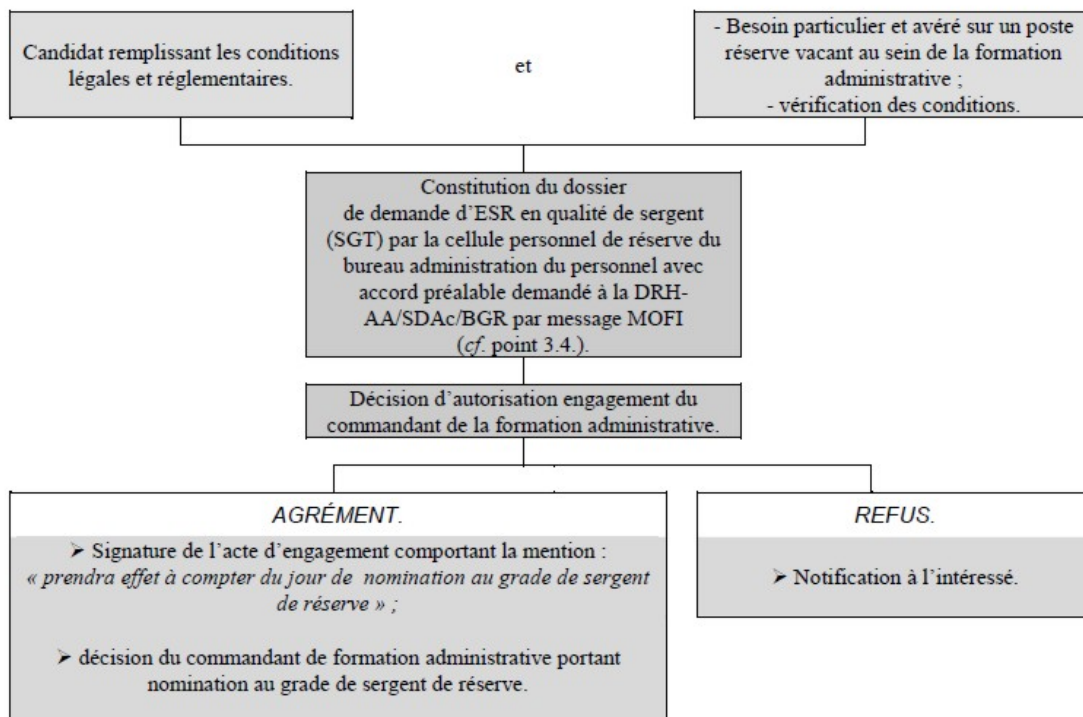 Candidat remplissant les conditions
légales et réglementaires.
et
- Besoin particulier et avéré sur un poste
réserve vacant au sein de la formation
administrative ;
- vérification des conditions.
Constitution du dossier
de demande d’ESR en qualité de sergent
(SGT) par la cellule personnel de réserve du
bureau administration du personnel avec
accord préalable demandé à la DRH-
AA/SDAc/BGR par message MOFI
(cf. point 3.4.).
Décision d’autorisation engagement du
commandant de la formation administrative.
AGRÉMENT.
➢ Signature de l’acte d’engagement comportant la mention :
« prendra effet à compter du jour de nomination au grade de sergent
de réserve » ;
➢ décision du commandant de formation administrative portant
nomination au grade de sergent de réserve.
REFUS.
➢ Notification à l’intéressé.